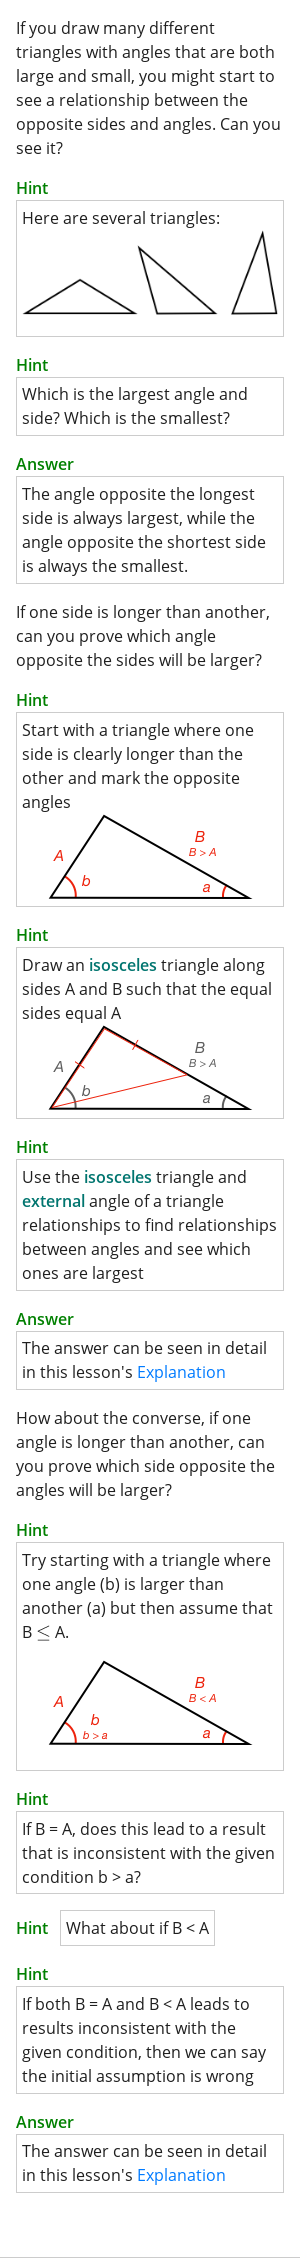 If you draw many different
triangles with angles that are both
large and small, you might start to
see a relationship between the
opposite sides and angles. Can you
see it?
Hint
Here are several triangles:
Hint
Which is the largest angle and
side? Which is the smallest?
Answer
The angle opposite the longest
side is always largest, while the
angle opposite the shortest side
is always the smallest.
If one side is longer than another,
can you prove which angle
opposite the sides will be larger?
Hint
Start with a triangle where one
side is clearly longer than the
other and mark the opposite
angles
B
A
B > A
b
a
Hint
Draw an isosceles triangle along
sides A and B such that the equal
sides equal A
B
A
B > A
b
a
Hint
Use the isosceles triangle and
external angle of a triangle
relationships to find relationships
between angles and see which
ones are largest
Answer
The answer can be seen in detail
in this lesson's Explanation
How about the converse, if one
angle is longer than another, can
you prove which side opposite the
angles will be larger?
Hint
Try starting with a triangle where
one angle (b) is larger than
another (a) but then assume that
B ≤ A.
B
A
B < A
b
b > a
a
Hint
If B = A, does this lead to a result
that is inconsistent with the given
condition b > a?
Hint What about if B < A
Hint
If both B = A and B < A leads to
results inconsistent with the
given condition, then we can say
the initial assumption is wrong
Answer
The answer can be seen in detail
in this lesson's Explanation